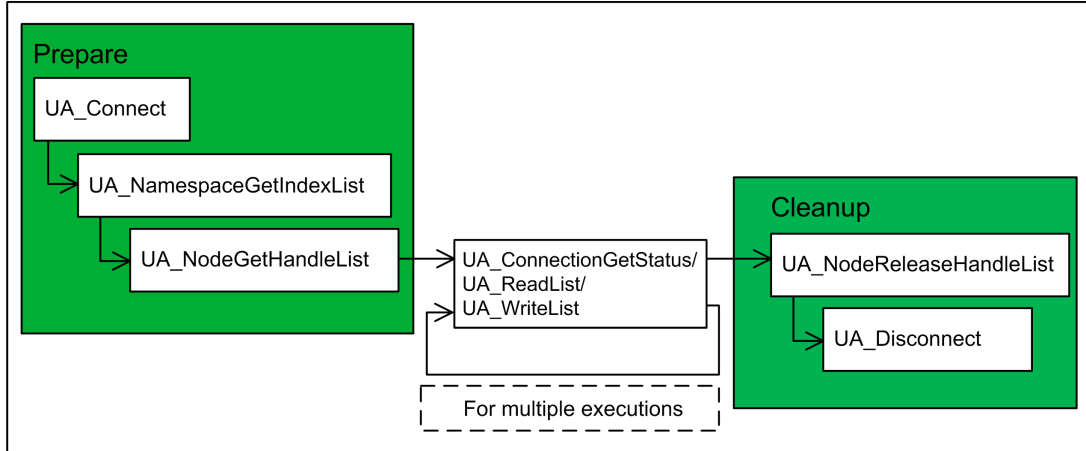 Prepare
UA_Connect
UA_NamespaceGetIndexList
UA_NodeGetHandleList
UA_ConnectionGetStatus/
UA_ReadList/
UA_WriteList
For multiple executions
Cleanup
UA_NodeReleaseHandleList
UA_Disconnect